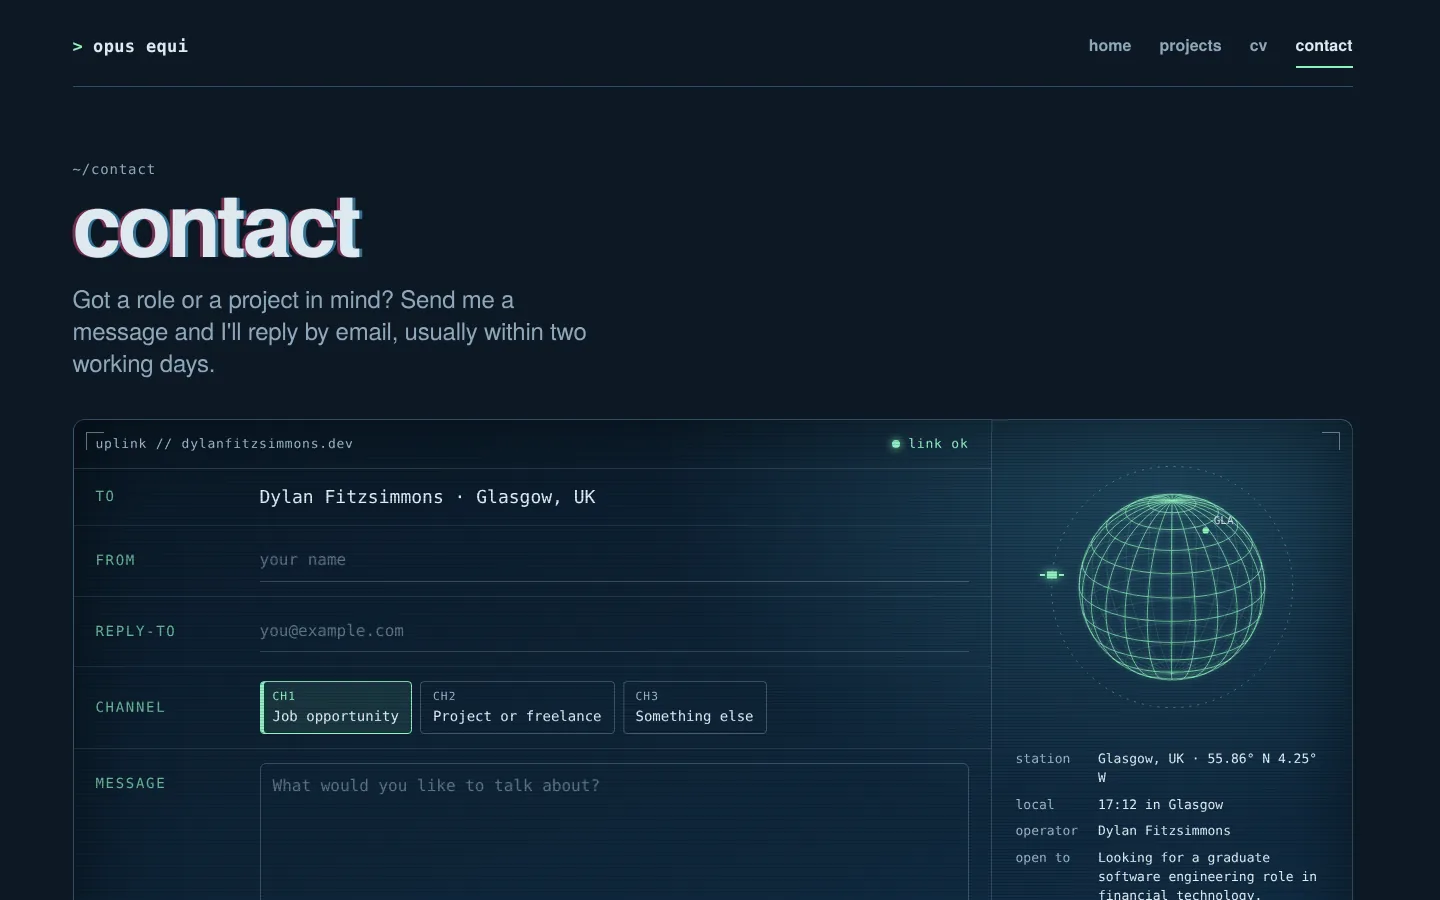 > opus equi
home projects cv contact
~/contact
contact
Got a role or a project in mind? Send me a
message and I'll reply by email, usually within two
working days.
uplink // dylanfitzsimmons.dev
link ok
TO
Dylan Fitzsimmons · Glasgow, UK
FROM
your name
REPLY-TO
you@example.com
CHANNEL
CH1
Job opportunity
CH2
Project or freelance
CH3
Something else
MESSAGE
What would you like to talk about?
GLA
station
Glasgow, UK · 55.86° N 4.25°
W
local
17:12 in Glasgow
operator
Dylan Fitzsimmons
open to
Looking for a graduate
software engineering role in
financial technology.